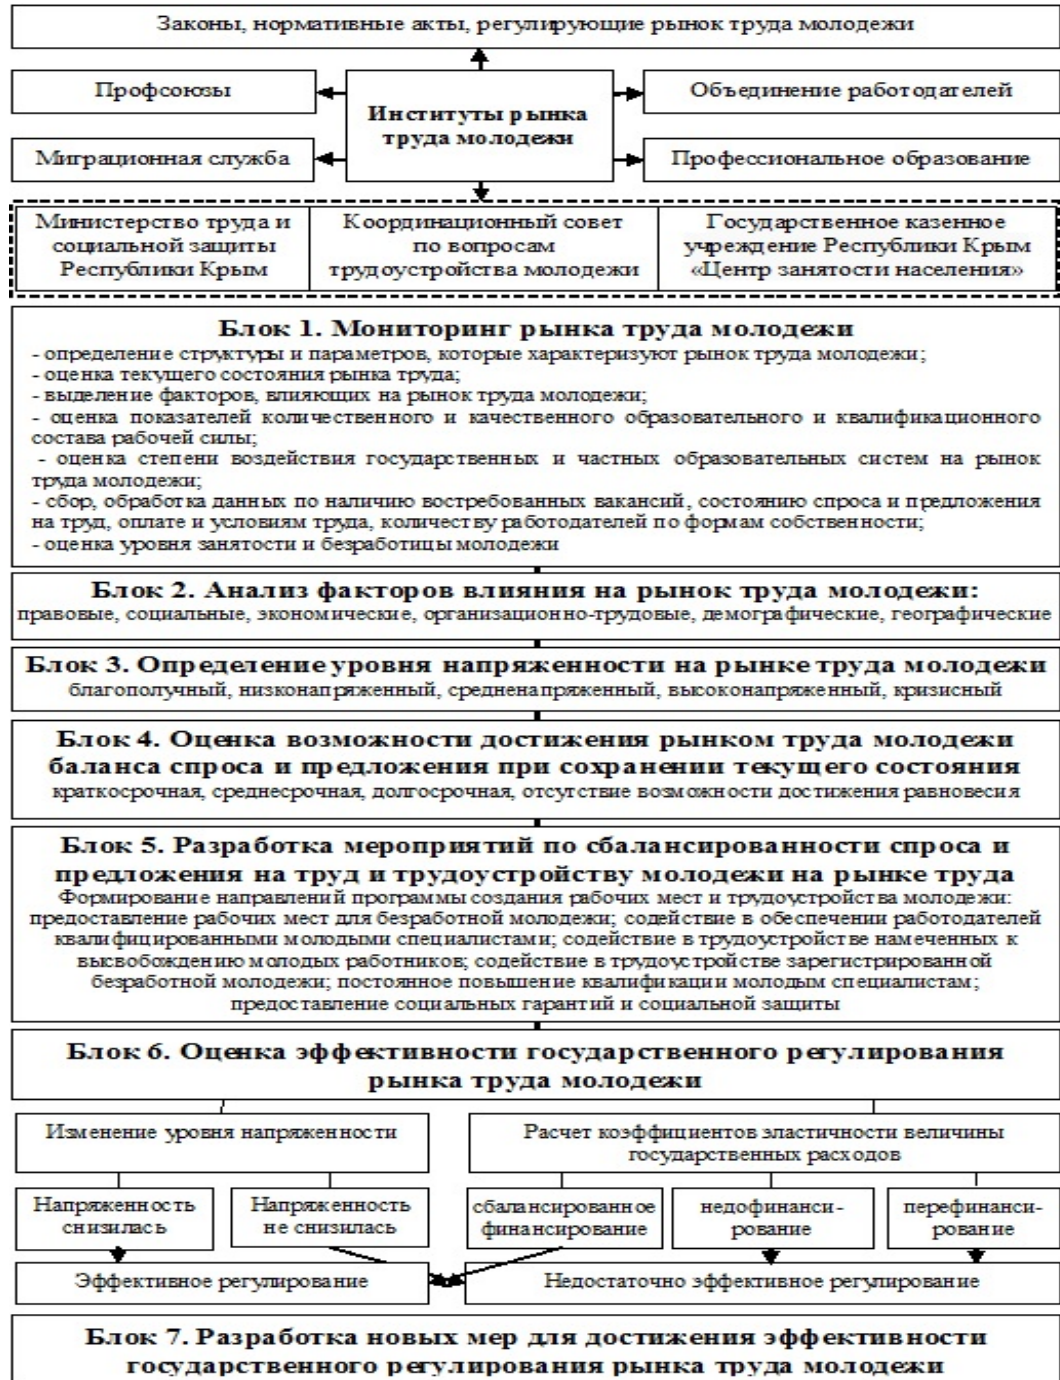 Законы, нормативные акты, регулирующие рынок труда молодежи
Профсоюзы
Институты рынка
труда молодежи
Объединение работодателей
Миграционная служба
Профессиональное образование
Министерство труда и
социальной защиты
Республики Крым
Координационный совет
по вопросам
трудоустройства молодежи
Государственное казенное
учреждение Республики Крым
«Центр занятости населения»
Блок 1. Мониторинг рынка труда молодежи
- определение структуры и параметров, которые характеризуют рынок труда молодежи;
- оценка текущего состояния рынка труда;
- выделение факторов, влияющих на рынок труда молодежи;
- оценка показателей количественного и качественного образовательного и квалификационного
состава рабочей силы;
- оценка степени воздействия государственных и частных образовательных систем на рынок
труда молодежи;
- сбор, обработка данных по наличию востребованных вакансий, состоянию спроса и предложения
на труд, оплате и условиям труда, количеству работодателей по формам собственности;
- оценка уровня занятости и безработицы молодежи
Блок 2. Анализ факторов влияния на рынок труда молодежи:
правовые, социальные, экономические, организационно-трудовые, демографические, географические
Блок 3. Определение уровня напряженности на рынке труда молодежи
благополучный, низконапряженный, средненапряженный, высоконапряженный, кризисный
Блок 4. Оценка возможности достижения рынком труда молодежи
баланса спроса и предложения при сохранении текущего состояния
краткосрочная, среднесрочная, долгосрочная, отсутствие возможности достижения равновесия
Блок 5. Разработка мероприятий по сбалансированности спроса и
предложения на труд и трудоустройству молодежи на рынке труда
Формирование направлений программы создания рабочих мест и трудоустройства молодежи:
предоставление рабочих мест для безработной молодежи; содействие в обеспечении работодателей
квалифицированными молодыми специалистами; содействие в трудоустройстве намеченных к
высвобождению молодых работников; содействие в трудоустройстве зарегистрированной
безработной молодежи; постоянное повышение квалификации молодым специалистам;
предоставление социальных гарантий и социальной защиты
Блок 6. Оценка эффективности государственного регулирования
рынка труда молодежи
Изменение уровня напряженности
Расчет коэффициентов эластичности величины
государственных расходов
Напряженность
снизилась
Напряженность
не снизилась
сбалансированное
финансирование
недофинанси-
рование
перефинанси-
рование
Эффективное регулирование
Недостаточно эффективное регулирование
Блок 7. Разработка новых мер для достижения эффективности
государственного регулирования рынка труда молодежи